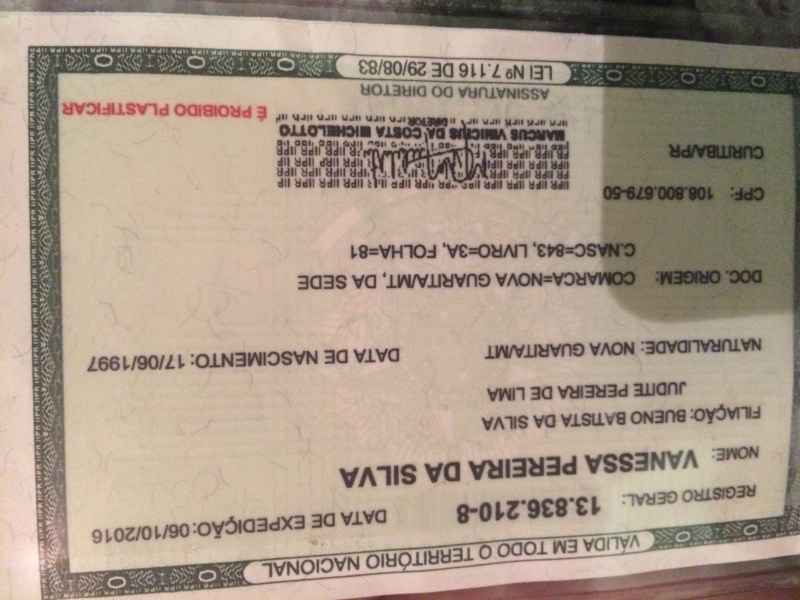 VÁLIDA EM TODO O TERRITÓRIO NACIONAL
REGISTRO GERAL: 13.836.210-8 DATA DE EXPEDIÇÃO: 06/10/2016
NOME: VANESSA PEREIRA DA SILVA
FILIAÇÃO: BUENO BATISTA DA SILVA
JUDITE PEREIRA DE LIMA
NATURALIDADE: NOVA GUARITA/MT DATA DE NASCIMENTO: 17/06/1997
DOC. ORIGEM: COMARCA=NOVA GUARITA/MT, DA SEDE
C.NASC=843, LIVRO=3A, FOLHA=81
CPF: 108.800.679-50
CURITIBA/PR
MARCUS VINICIUS DA COSTA MICHELOTTO
DIRETOR
É PROIBIDO PLASTIFICAR
ASSINATURA DO DIRETOR
LEI Nº 7.116 DE 29/08/83